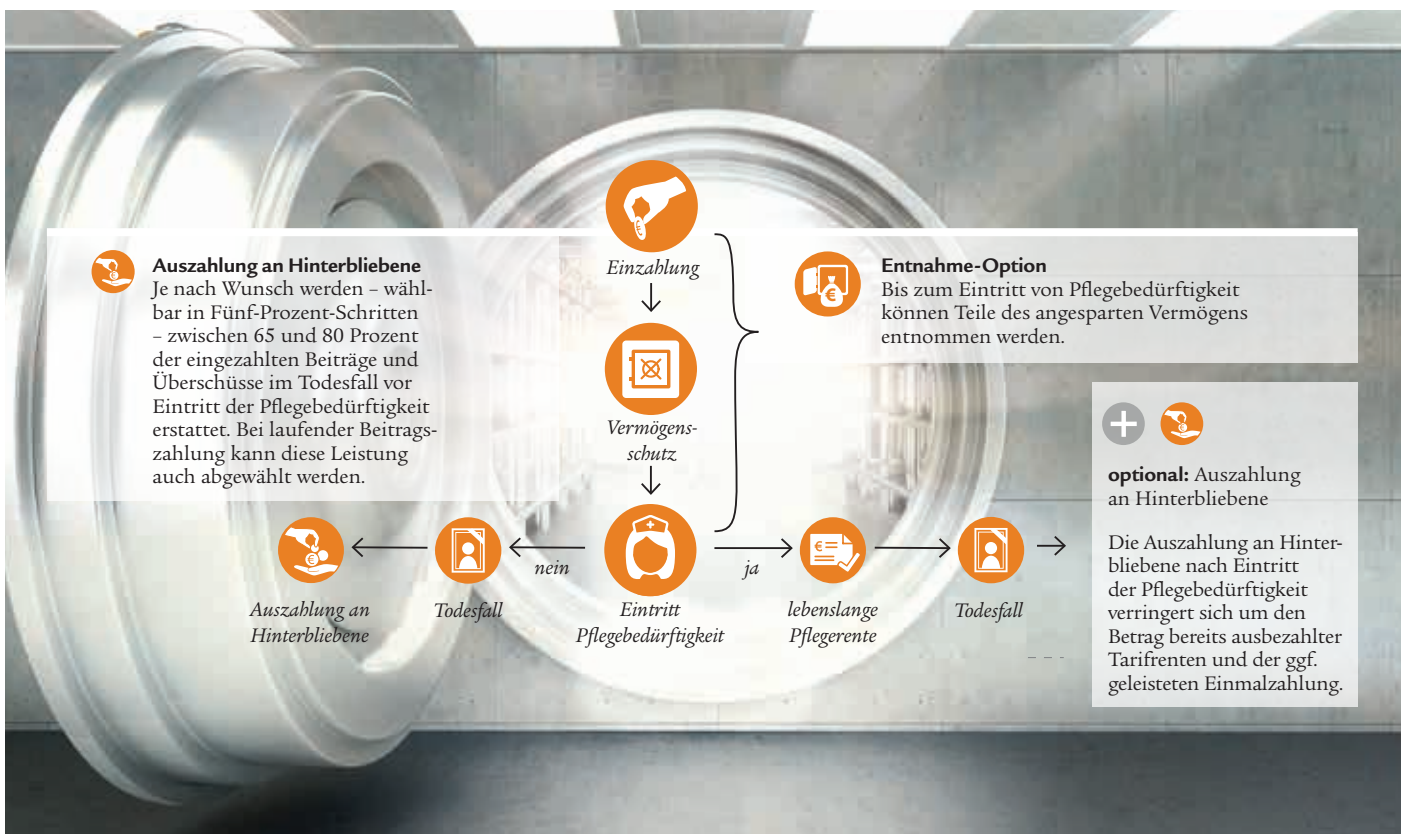 Einzahlung
Auszahlung an Hinterbliebene
Je nach Wunsch werden – wähl-
bar in Fünf-Prozent-Schritten
– zwischen 65 und 80 Prozent
der eingezahlten Beiträge und
Überschüsse im Todesfall vor
Eintritt der Pflegebedürftigkeit
erstattet. Bei laufender Beitrags-
zahlung kann diese Leistung
auch abgewählt werden.
Entnahme-Option
Bis zum Eintritt von Pflegebedürftigkeit
können Teile des angesparten Vermögens
entnommen werden.
Vermögens-
schutz
nein
ja
Auszahlung an
Hinterbliebene
Todesfall
Eintritt
Pflegebedürftigkeit
lebenslange
Pflegerente
Todesfall
optional: Auszahlung
an Hinterbliebene
Die Auszahlung an Hinter-
bliebene nach Eintritt
der Pflegebedürftigkeit
verringert sich um den
Betrag bereits ausbezahlter
Tarifrenten und der ggf.
geleisteten Einmalzahlung.